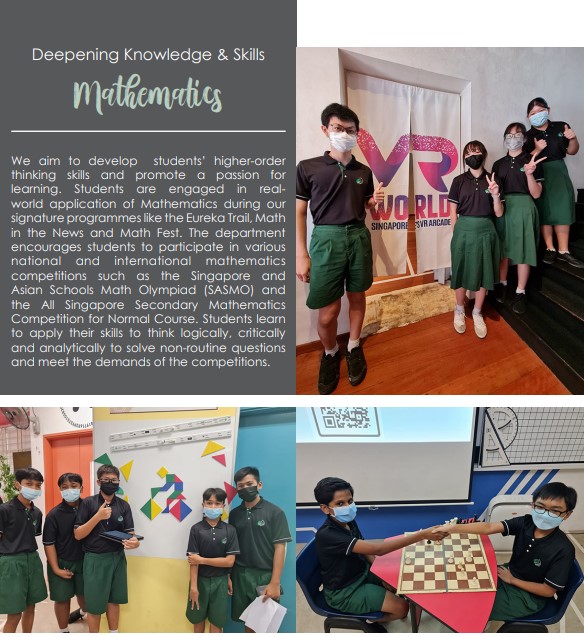 Deepening Knowledge & Skills
Mathematics
We aim to develop students' higher-order
thinking skills and promote a passion for
learning. Students are engaged in real-
world application of Mathematics during our
signature programmes like the Eureka Trail, Math
in the News and Math Fest. The department
encourages students to participate in various
national and international mathematics
competitions such as the Singapore and
Asian Schools Math Olympiad (SASMO) and
the All Singapore Secondary Mathematics
Competition for Normal Course. Students learn
to apply their skills to think logically, critically
and analytically to solve non-routine questions
and meet the demands of the competitions.
VR
WORLD
SINGAPORE'S VR ARCADE